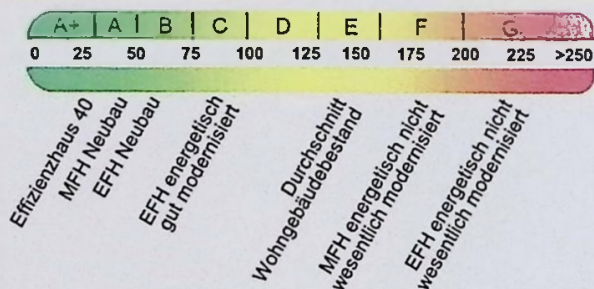 A+ A B C D E F G H
0 25 50 75 100 125 150 175 200 225 >250
Effizienzhaus 40
MFH Neubau
EFH Neubau
EFH energetisch
gut modernisiert
Durchschnitt
Wohngebäudebestand
MFH energetisch nicht
wesentlich modernisiert
EFH energetisch nicht
wesentlich modernisiert